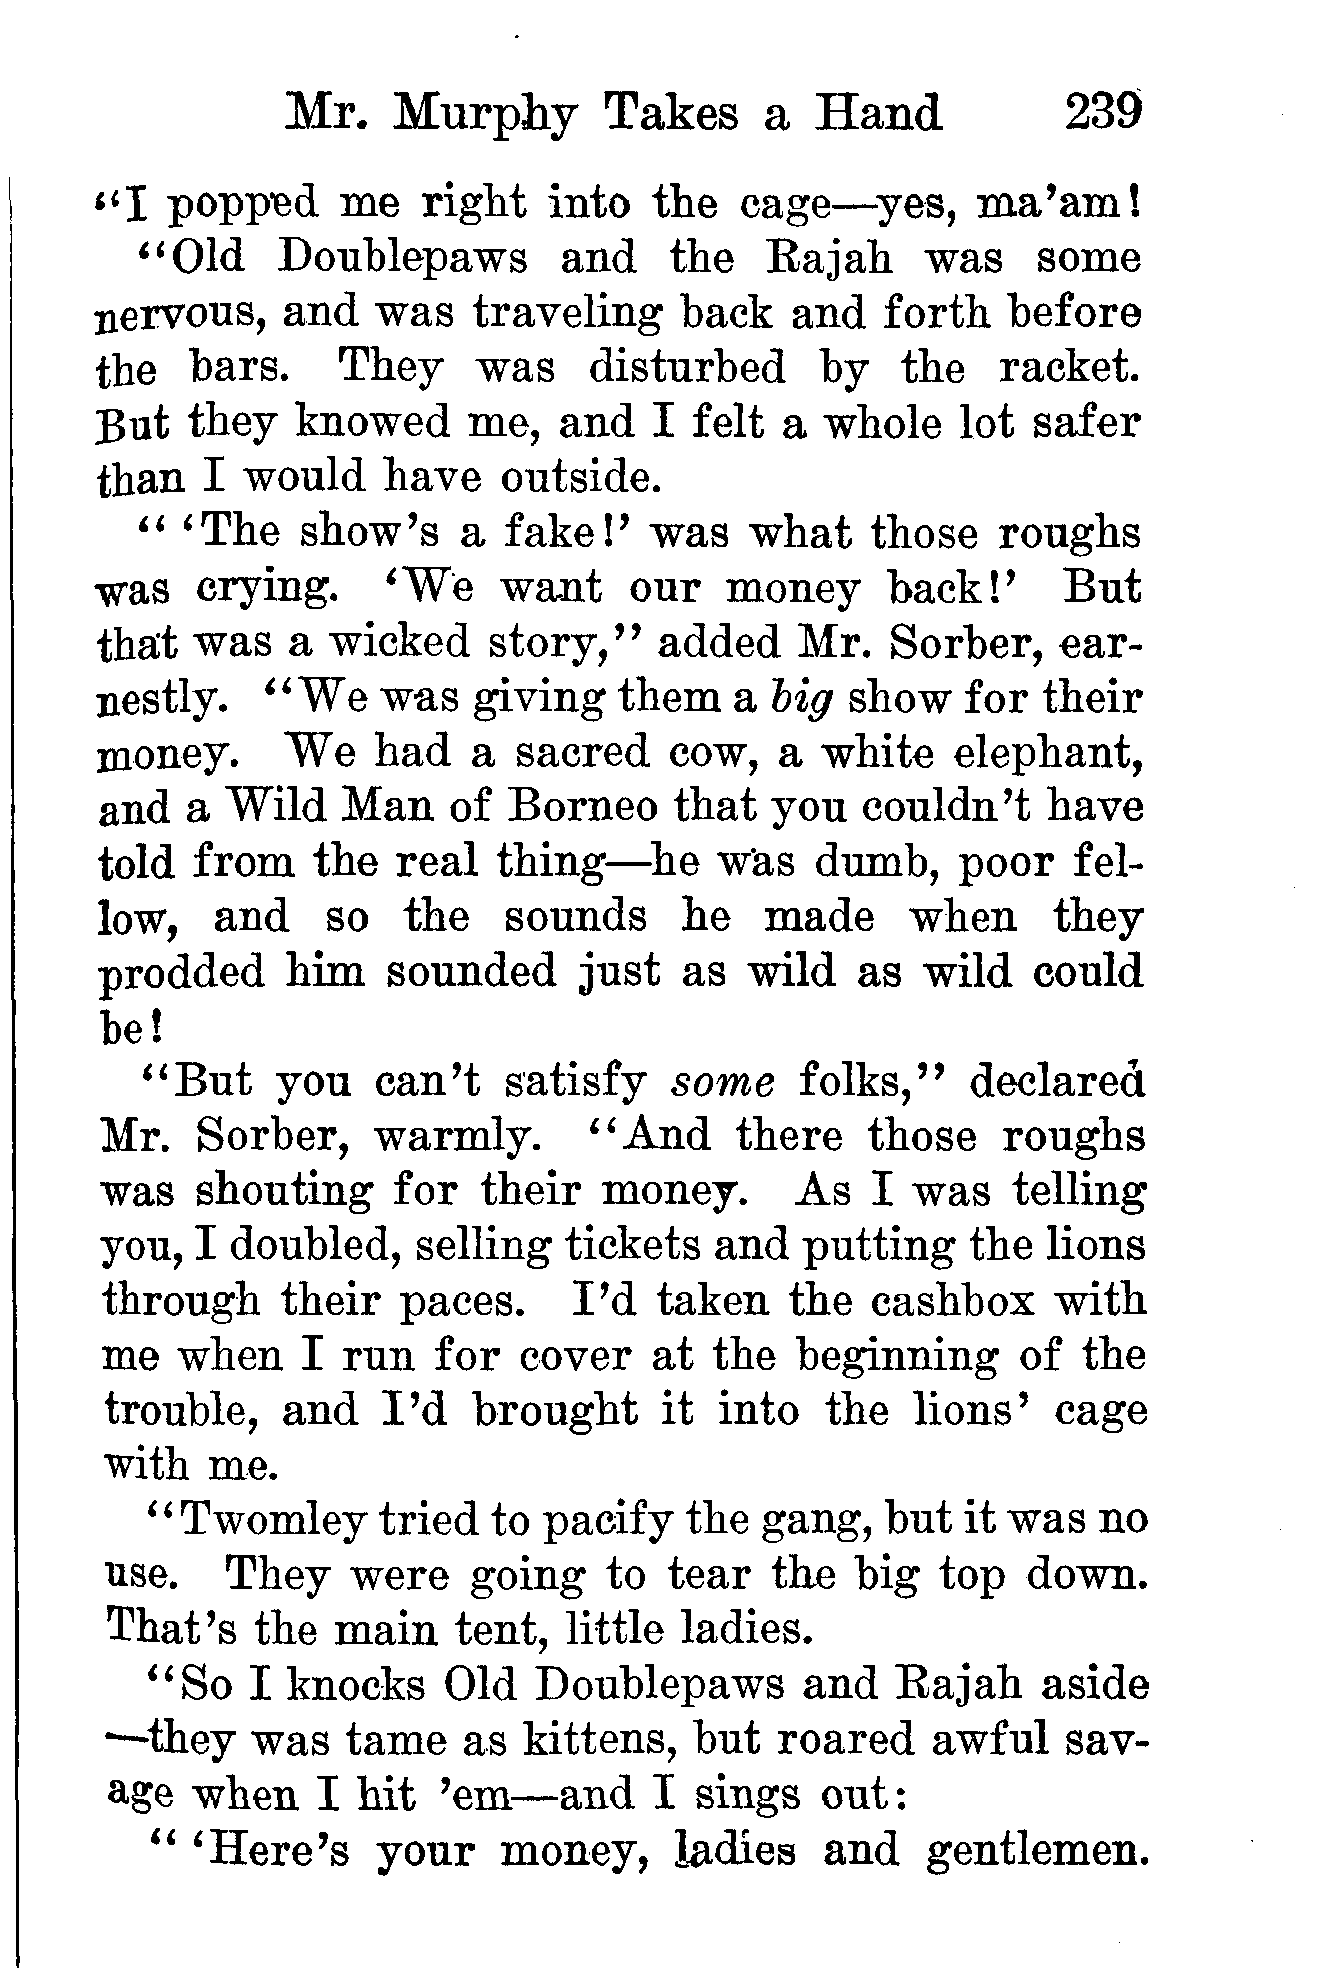 Mr. Murphy Takes a Hand 239
“I popped me right into the cage—yes, ma’am!
“Old Doublepaws and the Rajah was some
nervous, and was traveling back and forth before
the bars. They was disturbed by the racket.
But they knowed me, and I felt a whole lot safer
than I would have outside.
“ ‘The show’s a fake!’ was what those roughs
was crying. ‘We want our money back!’ But
that was a wicked story,” added Mr. Sorber, ear-
nestly. “We was giving them a big show for their
money. We had a sacred cow, a white elephant,
and a Wild Man of Borneo that you couldn’t have
told from the real thing—he was dumb, poor fel-
low, and so the sounds he made when they
prodded him sounded just as wild as wild could
be!
“But you can’t satisfy some folks,” declared
Mr. Sorber, warmly. “And there those roughs
was shouting for their money. As I was telling
you, I doubled, selling tickets and putting the lions
through their paces. I’d taken the cashbox with
me when I run for cover at the beginning of the
trouble, and I’d brought it into the lions’ cage
with me.
“Twomley tried to pacify the gang, but it was no
use. They were going to tear the big top down.
That’s the main tent, little ladies.
“So I knocks Old Doublepaws and Rajah aside
—they was tame as kittens, but roared awful sav-
age when I hit ’em—and I sings out:
“ ‘Here’s your money, ladies and gentlemen.